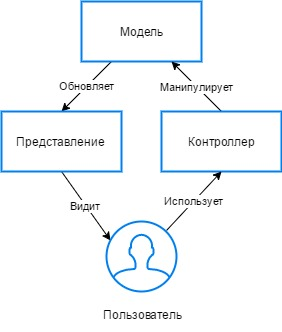 Модель
Обновляет
Манипулирует
Представление
Контроллер
Видит
Использует
Пользователь